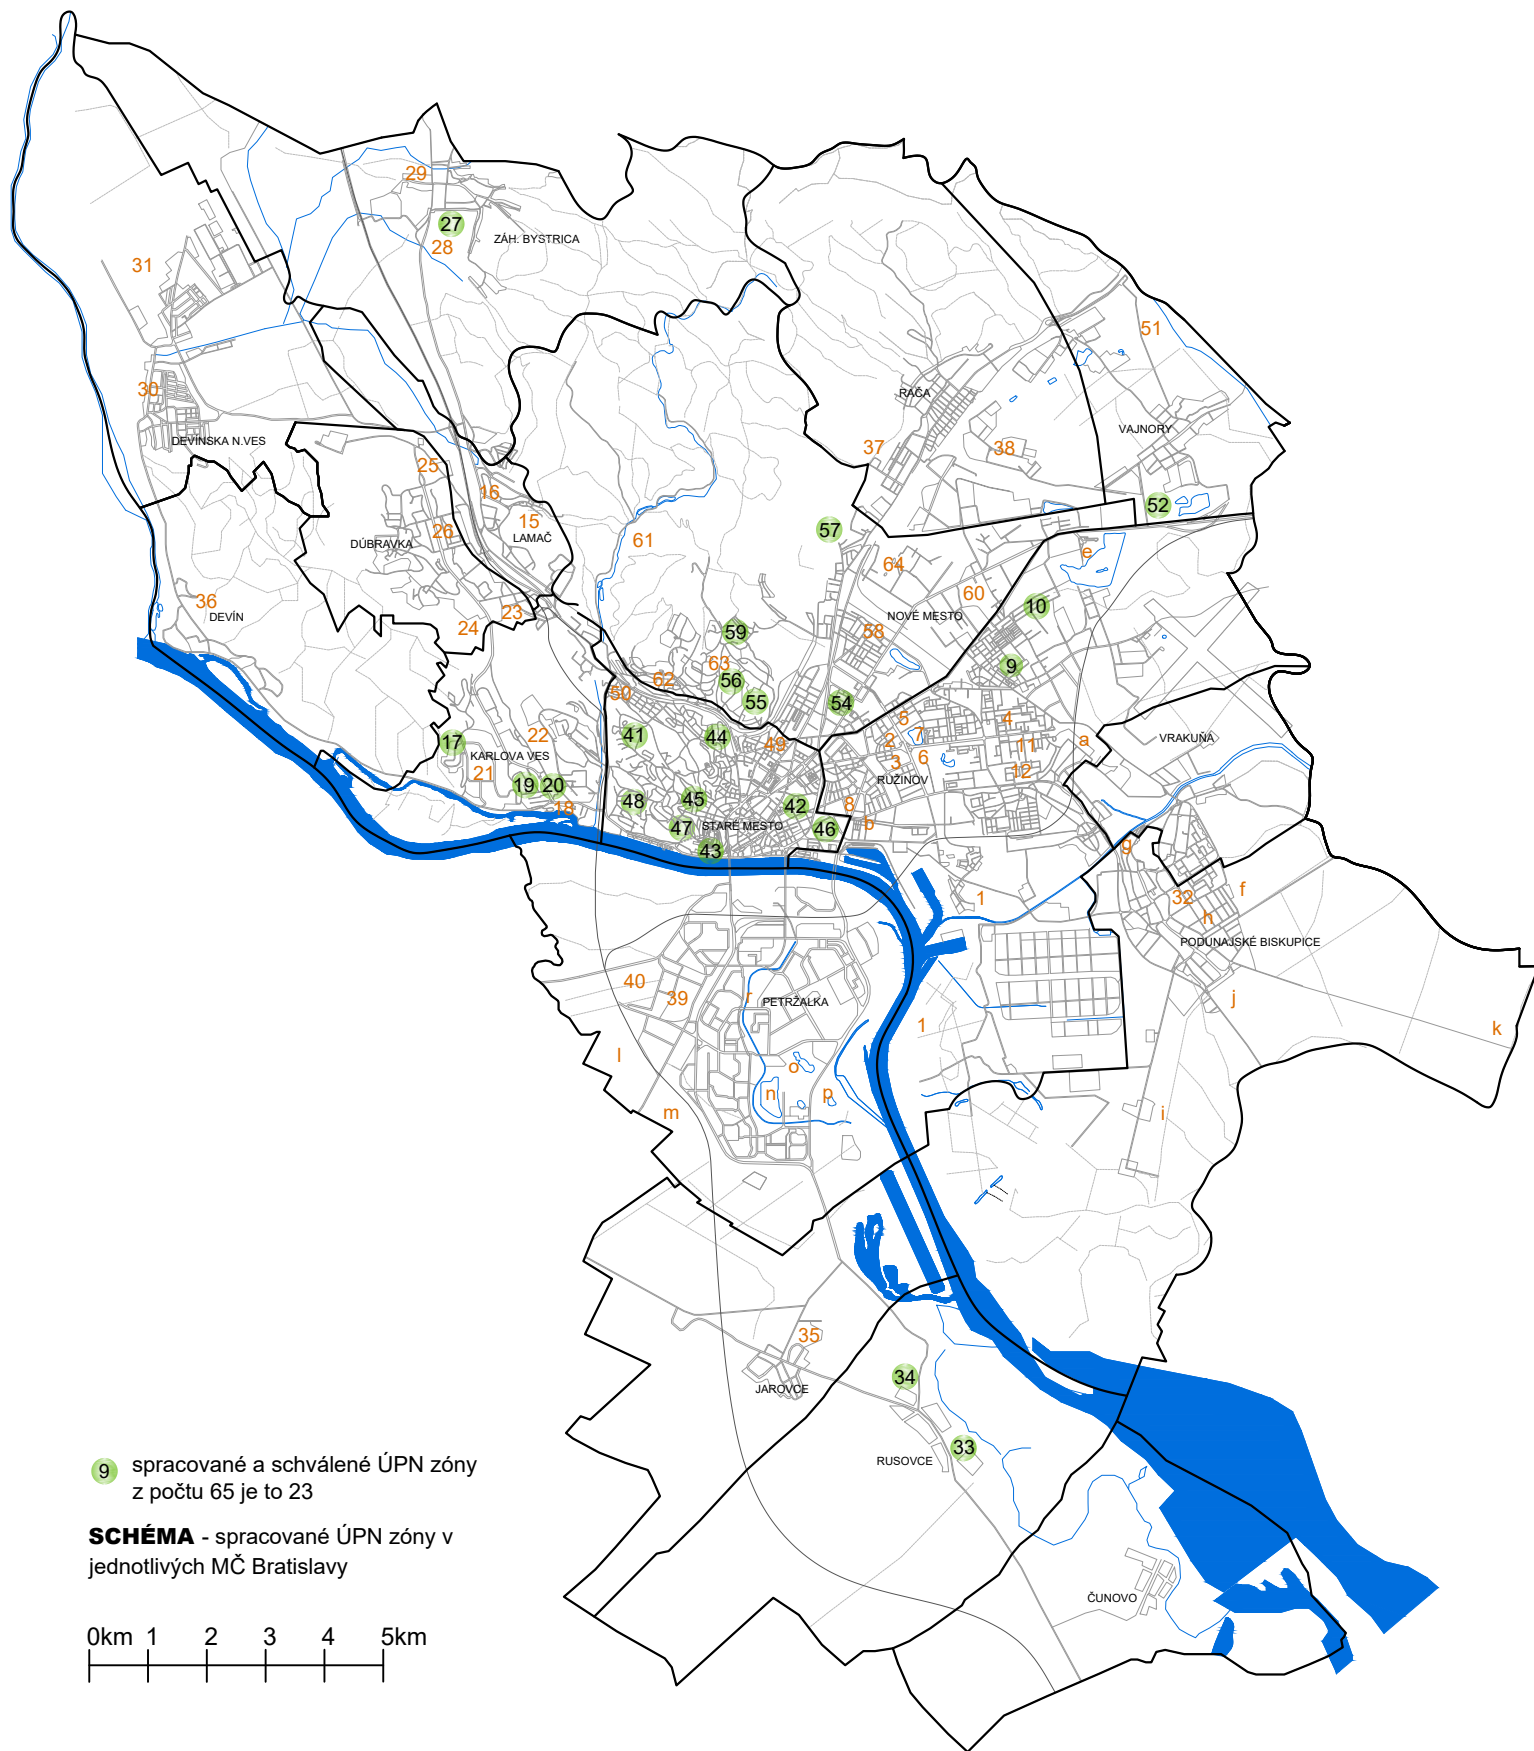 29
27
28
ZÁH. BYSTRICA
31
51
30
RAČA
VAJNORY
DEVÍNSKA N.VES
37
38
25
16
15
LAMAČ
26
DÚBRAVKA
61
57
52
e
64
60
10
NOVÉ MESTO
36
DEVÍN
23
24
59
58
63
62
56
50
55
54
9
5
4
22
17
KARLOVA VES
21
41
44
49
2
7
11
a
VRAKUŇA
3
6
RUŽINOV
12
19
20
18
48
45
42
8
b
47
STARÉ MESTO
46
43
g
1
32
f
h
PODUNAJSKÉ BISKUPICE
40
39
r
PETRŽALKA
j
k
1
l
o
n
p
m
i
35
JAROVCE
34
33
RUSOVCE
ČUNOVO
9 spracované a schválené ÚPN zóny
z počtu 65 je to 23
SCHÉMA - spracované ÚPN zóny v
jednotlivých MČ Bratislavy
0km 1 2 3 4 5km